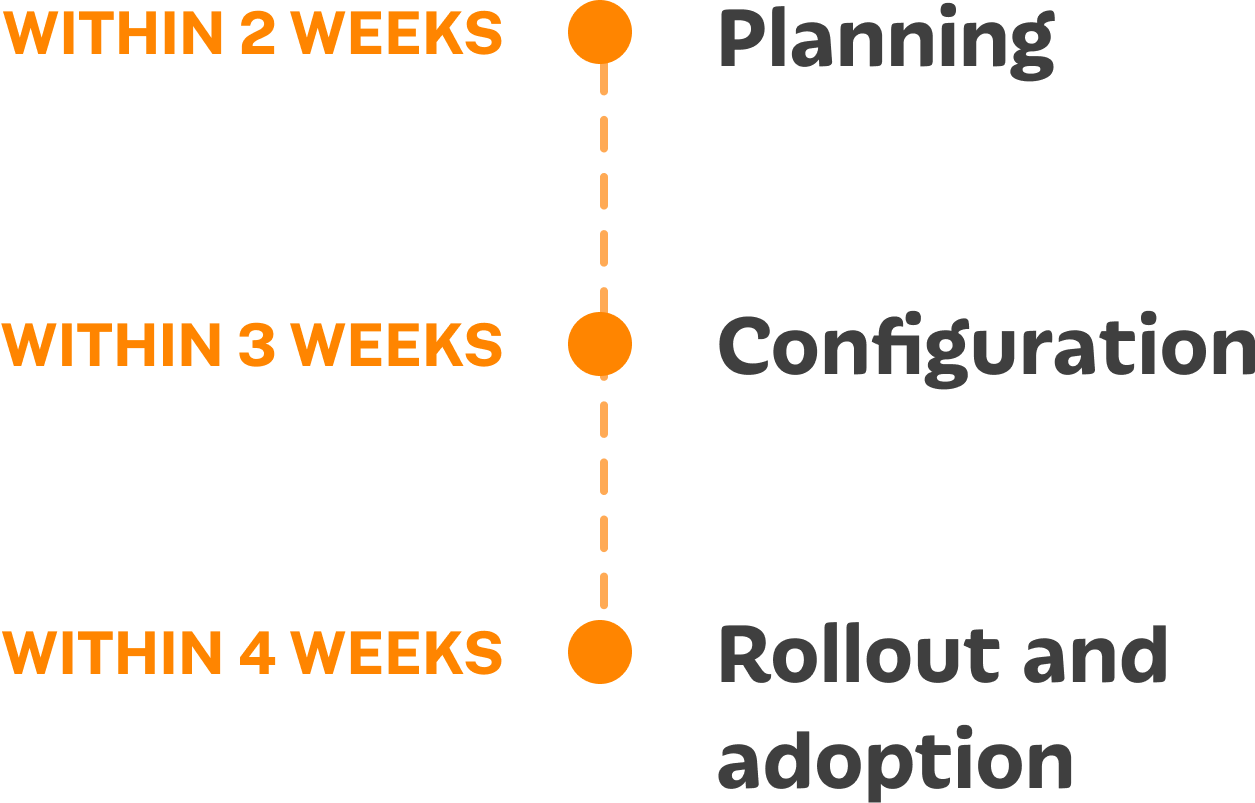 WITHIN 2 WEEKS
Planning
WITHIN 3 WEEKS
Configuration
WITHIN 4 WEEKS
Rollout and
adoption